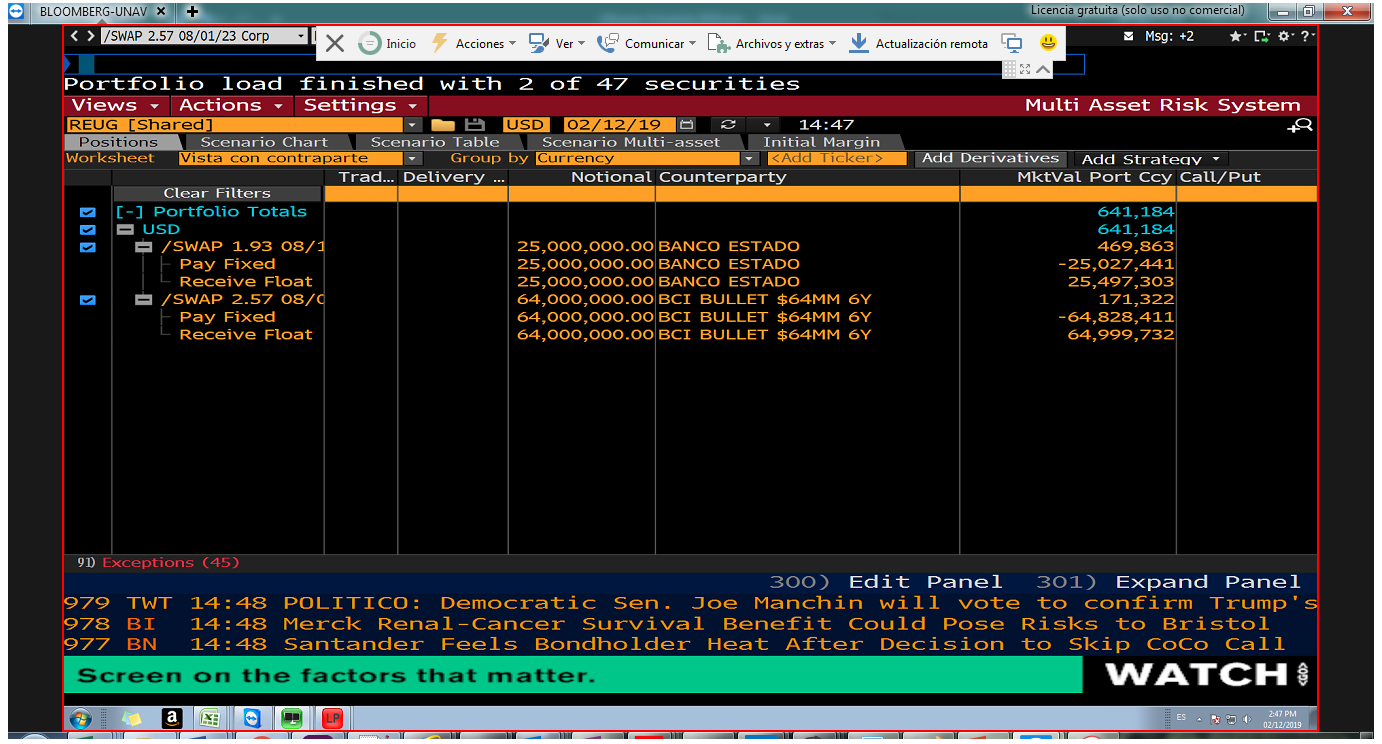 BLOOMBERG-UNAV
Licencia gratuita (solo uso no comercial)
/SWAP 2.57 08/01/23 Corp
Inicio Acciones Ver Comunicar Archivos y extras Actualización remota
Msg: +2
Portfolio load finished with 2 of 47 securities
Views Actions Settings Multi Asset Risk System
REUG [Shared] USD 02/12/19 14:47
Positions Scenario Chart Scenario Table Scenario Multi-asset Initial Margin
Worksheet Vista con contraparte Group by Currency <Add Ticker> Add Derivatives Add Strategy
Trad... Delivery ... Notional Counterparty MktVal Port Ccy Call/Put
Clear Filters
[-] Portfolio Totals 641,184
USD 641,184
/SWAP 1.93 08/1 25,000,000.00 BANCO ESTADO 469,863
Pay Fixed 25,000,000.00 BANCO ESTADO -25,027,441
Receive Float 25,000,000.00 BANCO ESTADO 25,497,303
/SWAP 2.57 08/0 64,000,000.00 BCI BULLET $64MM 6Y 171,322
Pay Fixed 64,000,000.00 BCI BULLET $64MM 6Y -64,828,411
Receive Float 64,000,000.00 BCI BULLET $64MM 6Y 64,999,732
91) Exceptions (45)
300) Edit Panel 301) Expand Panel
979 TWT 14:48 POLITICO: Democratic Sen. Joe Manchin will vote to confirm Trump's
978 BI 14:48 Merck Renal-Cancer Survival Benefit Could Pose Risks to Bristol
977 BN 14:48 Santander Feels Bondholder Heat After Decision to Skip CoCo Call
Screen on the factors that matter. WATCH
LP
ES
2:47 PM
02/12/2019